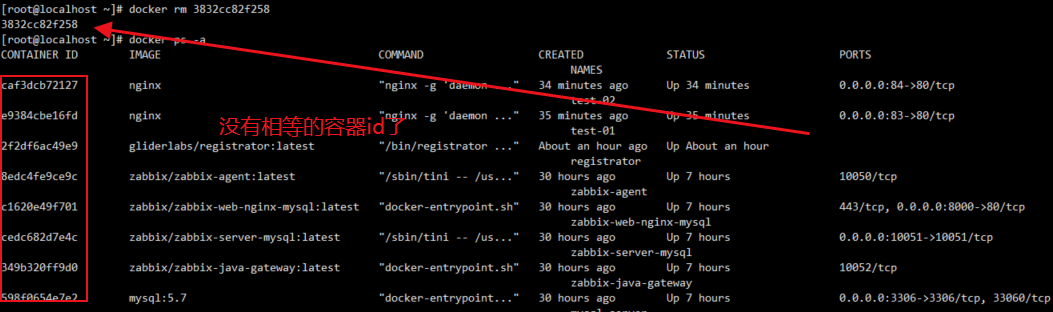 [root@localhost ~]# docker rm 3832cc82f258
3832cc82f258
[root@localhost ~]# docker ps -a
CONTAINER ID IMAGE COMMAND CREATED STATUS PORTS
NAMES
caf3dcb72127 nginx "nginx -g 'daemon ..." 34 minutes ago Up 34 minutes 0.0.0.0:84->80/tcp
test-02
e9384cbe16fd nginx "nginx -g 'daemon ..." 35 minutes ago Up 35 minutes 0.0.0.0:83->80/tcp
没有相等的容器id了
test-01
2f2df6ac49e9 gliderlabs/registrator:latest "/bin/registrator ..." About an hour ago Up About an hour
registrator
8edc4fe9ce9c zabbix/zabbix-agent:latest "/sbin/tini -- /us..." 30 hours ago Up 7 hours 10050/tcp
zabbix-agent
c1620e49f701 zabbix/zabbix-web-nginx-mysql:latest "docker-entrypoint.sh" 30 hours ago Up 7 hours 443/tcp, 0.0.0.0:8000->80/tcp
zabbix-web-nginx-mysql
cedc682d7e4c zabbix/zabbix-server-mysql:latest "/sbin/tini -- /us..." 30 hours ago Up 7 hours 0.0.0.0:10051->10051/tcp
zabbix-server-mysql
349b320ff9d0 zabbix/zabbix-java-gateway:latest "docker-entrypoint.sh" 30 hours ago Up 7 hours 10052/tcp
zabbix-java-gateway
598f0654e7e2 mysql:5.7 "docker-entrypoint..." 30 hours ago Up 7 hours 0.0.0.0:3306->3306/tcp, 33060/tcp